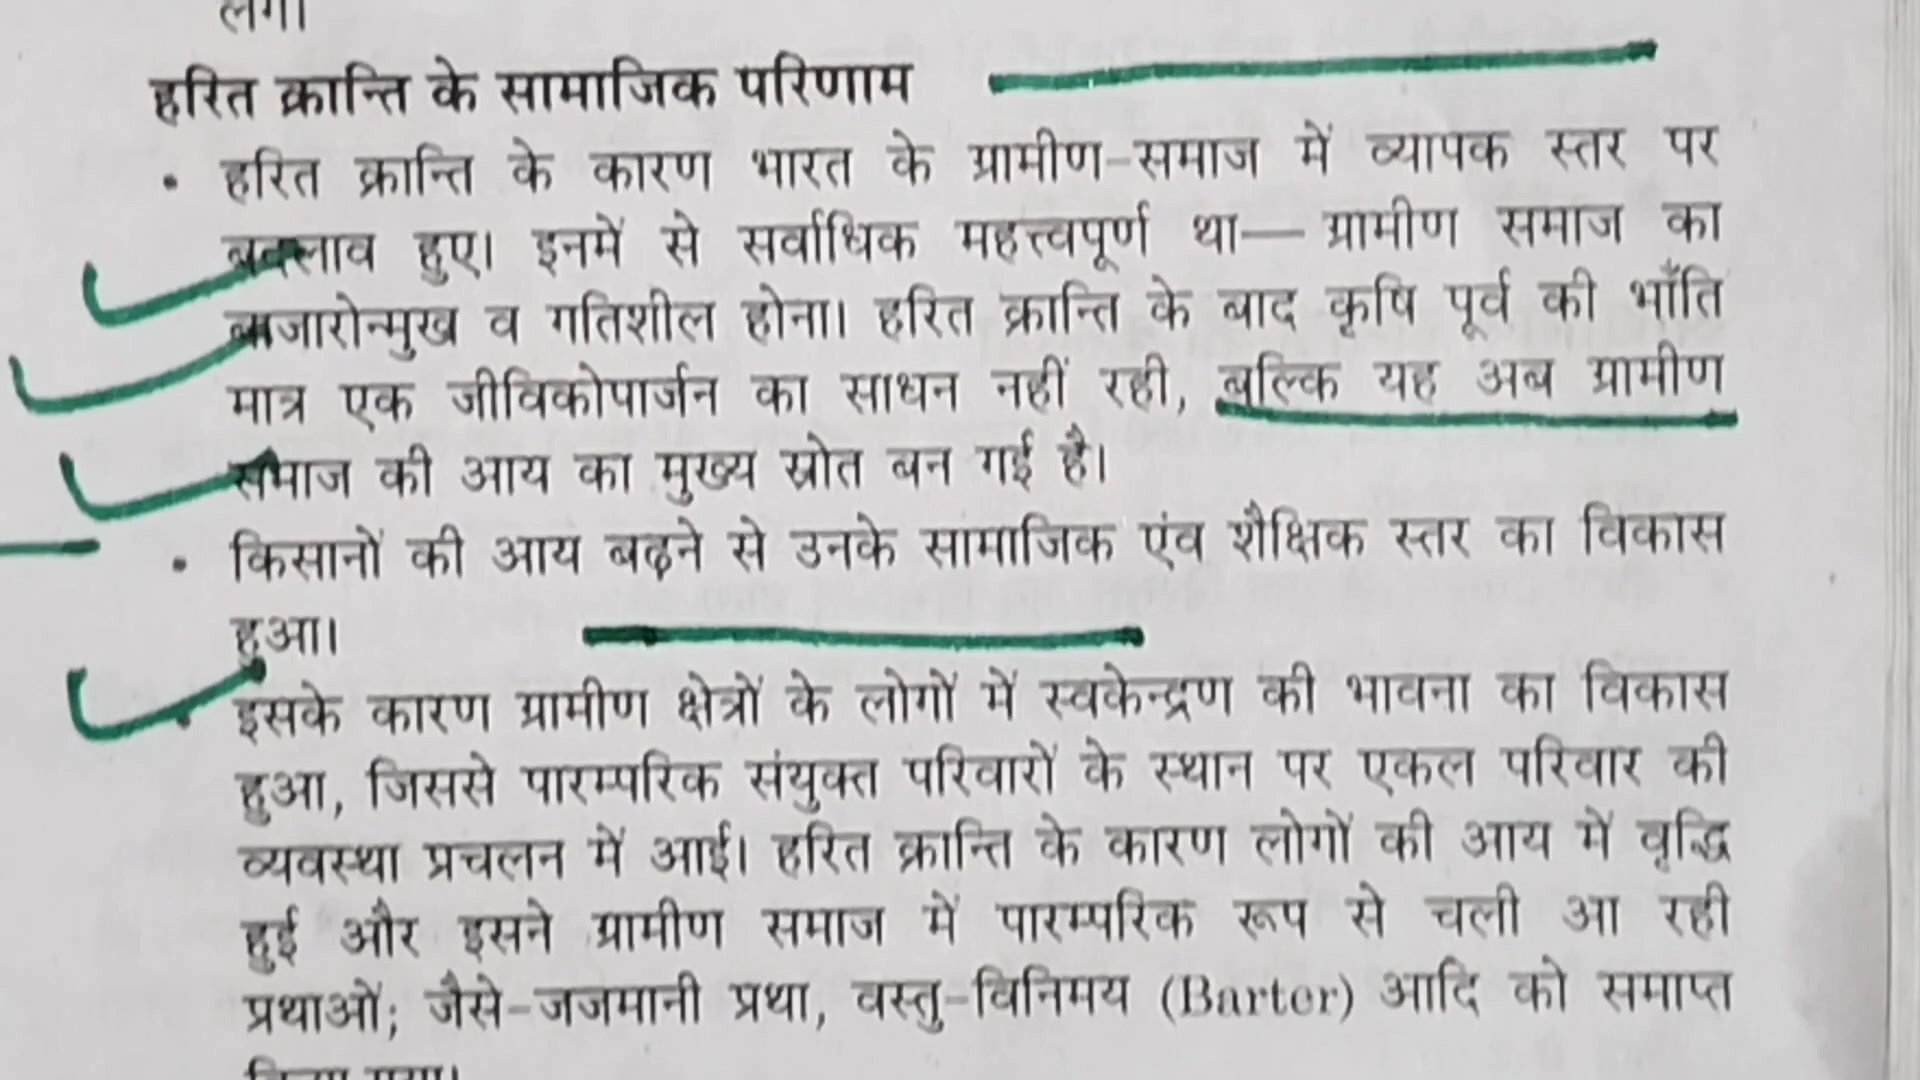 लगा।
हरित क्रान्ति के सामाजिक परिणाम
• हरित क्रान्ति के कारण भारत के ग्रामीण-समाज में व्यापक स्तर पर
बदलाव हुए। इनमें से सर्वाधिक महत्त्वपूर्ण था— ग्रामीण समाज का
बाजारोन्मुख व गतिशील होना। हरित क्रान्ति के बाद कृषि पूर्व की भाँति
मात्र एक जीविकोपार्जन का साधन नहीं रही, बल्कि यह अब ग्रामीण
समाज की आय का मुख्य स्रोत बन गई है।
• किसानों की आय बढ़ने से उनके सामाजिक एंव शैक्षिक स्तर का विकास
हुआ।
• इसके कारण ग्रामीण क्षेत्रों के लोगों में स्वकेन्द्रण की भावना का विकास
हुआ, जिससे पारम्परिक संयुक्त परिवारों के स्थान पर एकल परिवार की
व्यवस्था प्रचलन में आई। हरित क्रान्ति के कारण लोगों की आय में वृद्धि
हुई और इसने ग्रामीण समाज में पारम्परिक रूप से चली आ रही
प्रथाओं; जैसे-जजमानी प्रथा, वस्तु-विनिमय (Barter) आदि को समाप्त